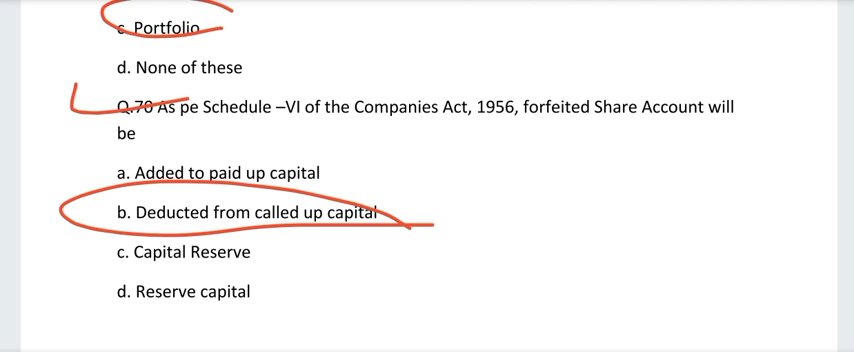 c. Portfolio
d. None of these
Q.70 As pe Schedule –VI of the Companies Act, 1956, forfeited Share Account will
be
a. Added to paid up capital
b. Deducted from called up capital
c. Capital Reserve
d. Reserve capital